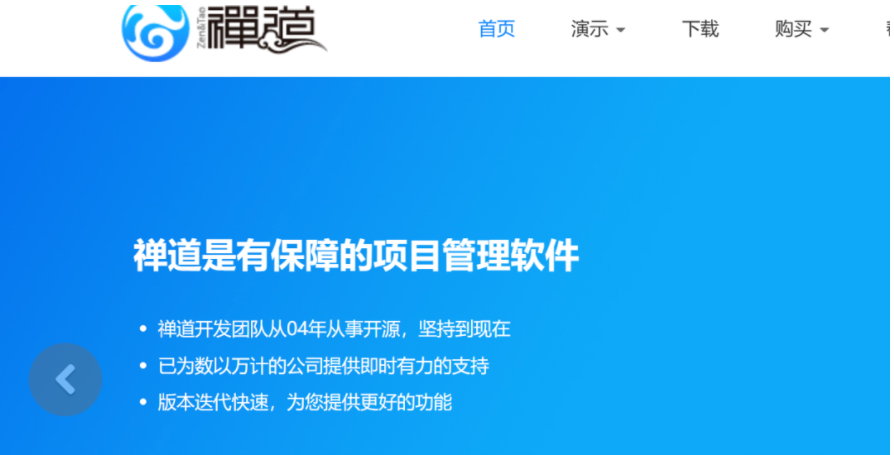 Zen&Tao
禪道
首页 演示 下载 购买
禅道是有保障的项目管理软件
• 禅道开发团队从04年从事开源，坚持到现在
• 已为数以万计的公司提供即时有力的支持
• 版本迭代快速，为您提供更好的功能